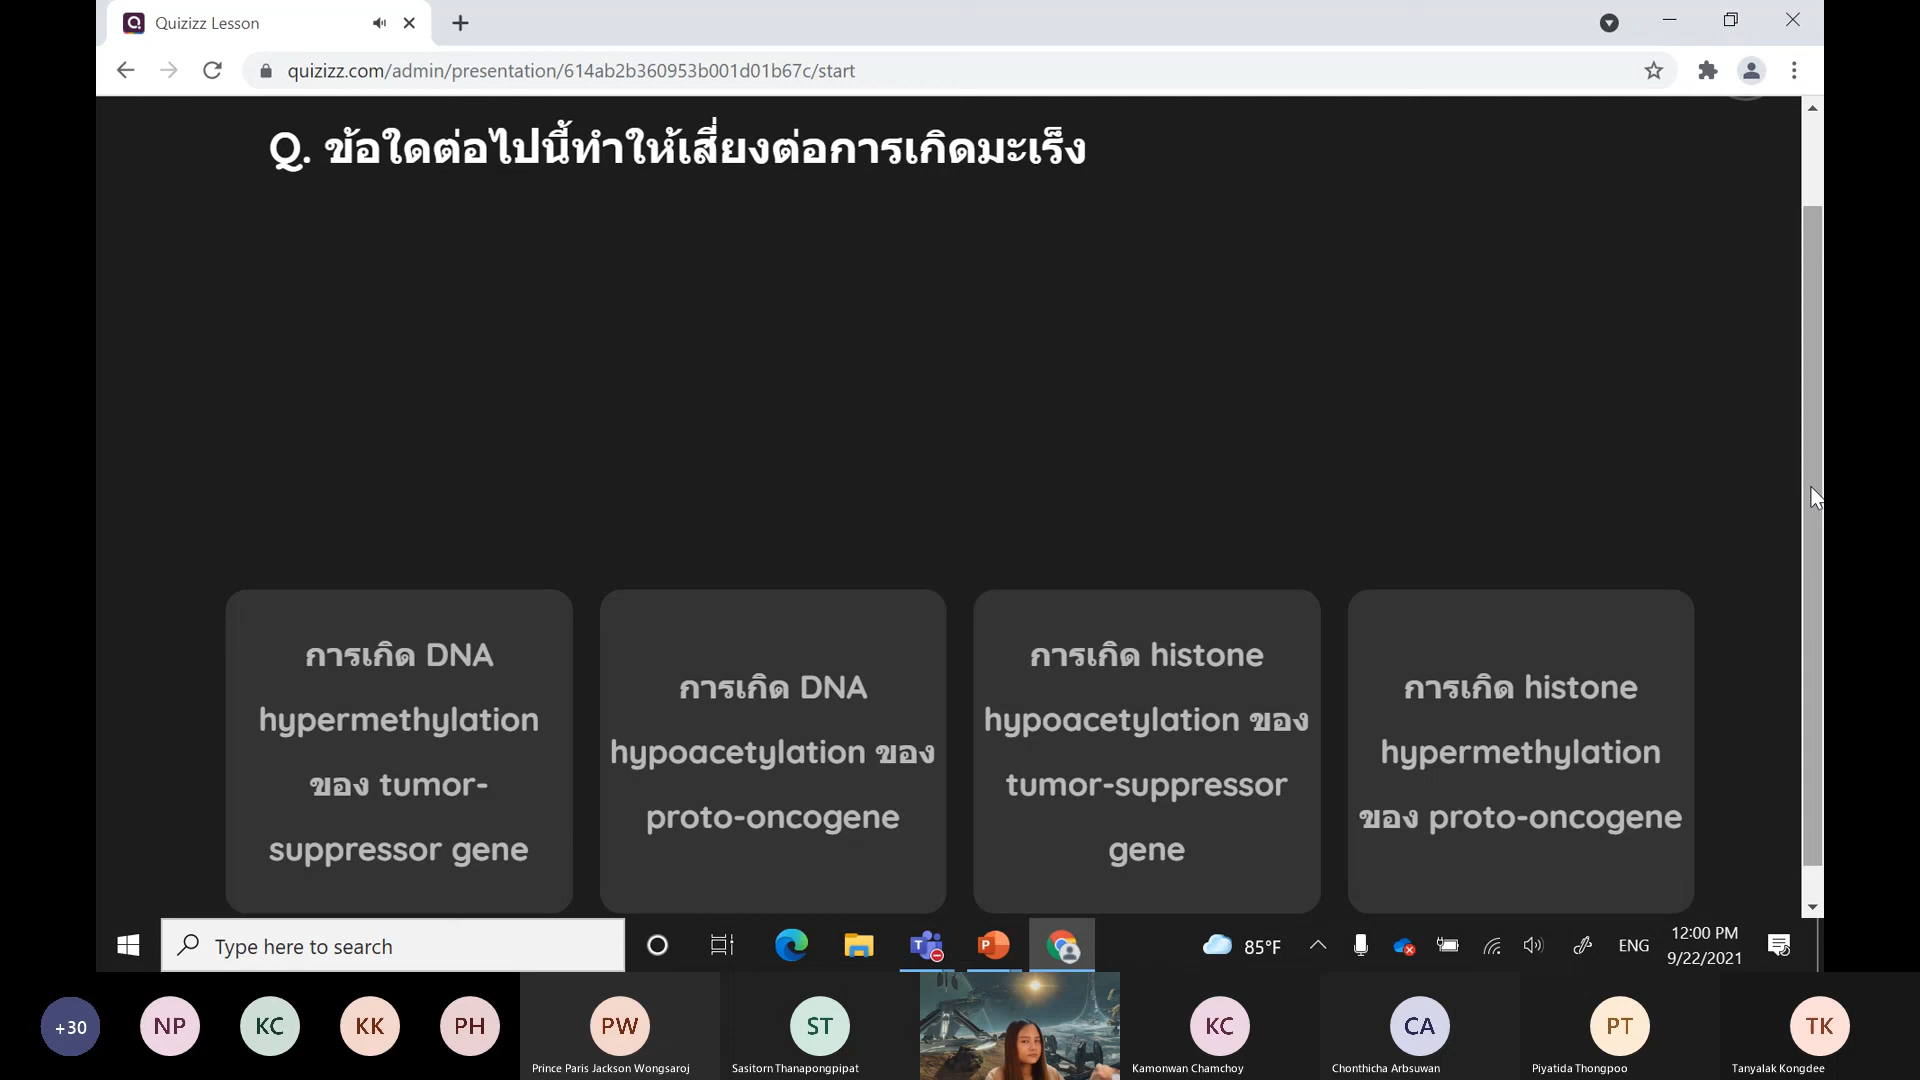 Quizizz Lesson
quizizz.com/admin/presentation/614ab2b360953b001d01b67c/start
Q. ข้อใดต่อไปนี้ทำให้เสี่ยงต่อการเกิดมะเร็ง
การเกิด DNA
hypermethylation
ของ tumor-
suppressor gene
การเกิด DNA
hypoacetylation ของ
proto-oncogene
การเกิด histone
hypoacetylation ของ
tumor-suppressor
gene
การเกิด histone
hypermethylation
ของ proto-oncogene
Type here to search
85°F
ENG
12:00 PM
9/22/2021
+30
NP
KC
KK
PH
PW
Prince Paris Jackson Wongsaroj
ST
Sasitorn Thanapongpipat
KC
Kamonwan Chamchoy
CA
Chonthicha Arbsuwan
PT
Piyatida Thongpoo
TK
Tanyalak Kongdee